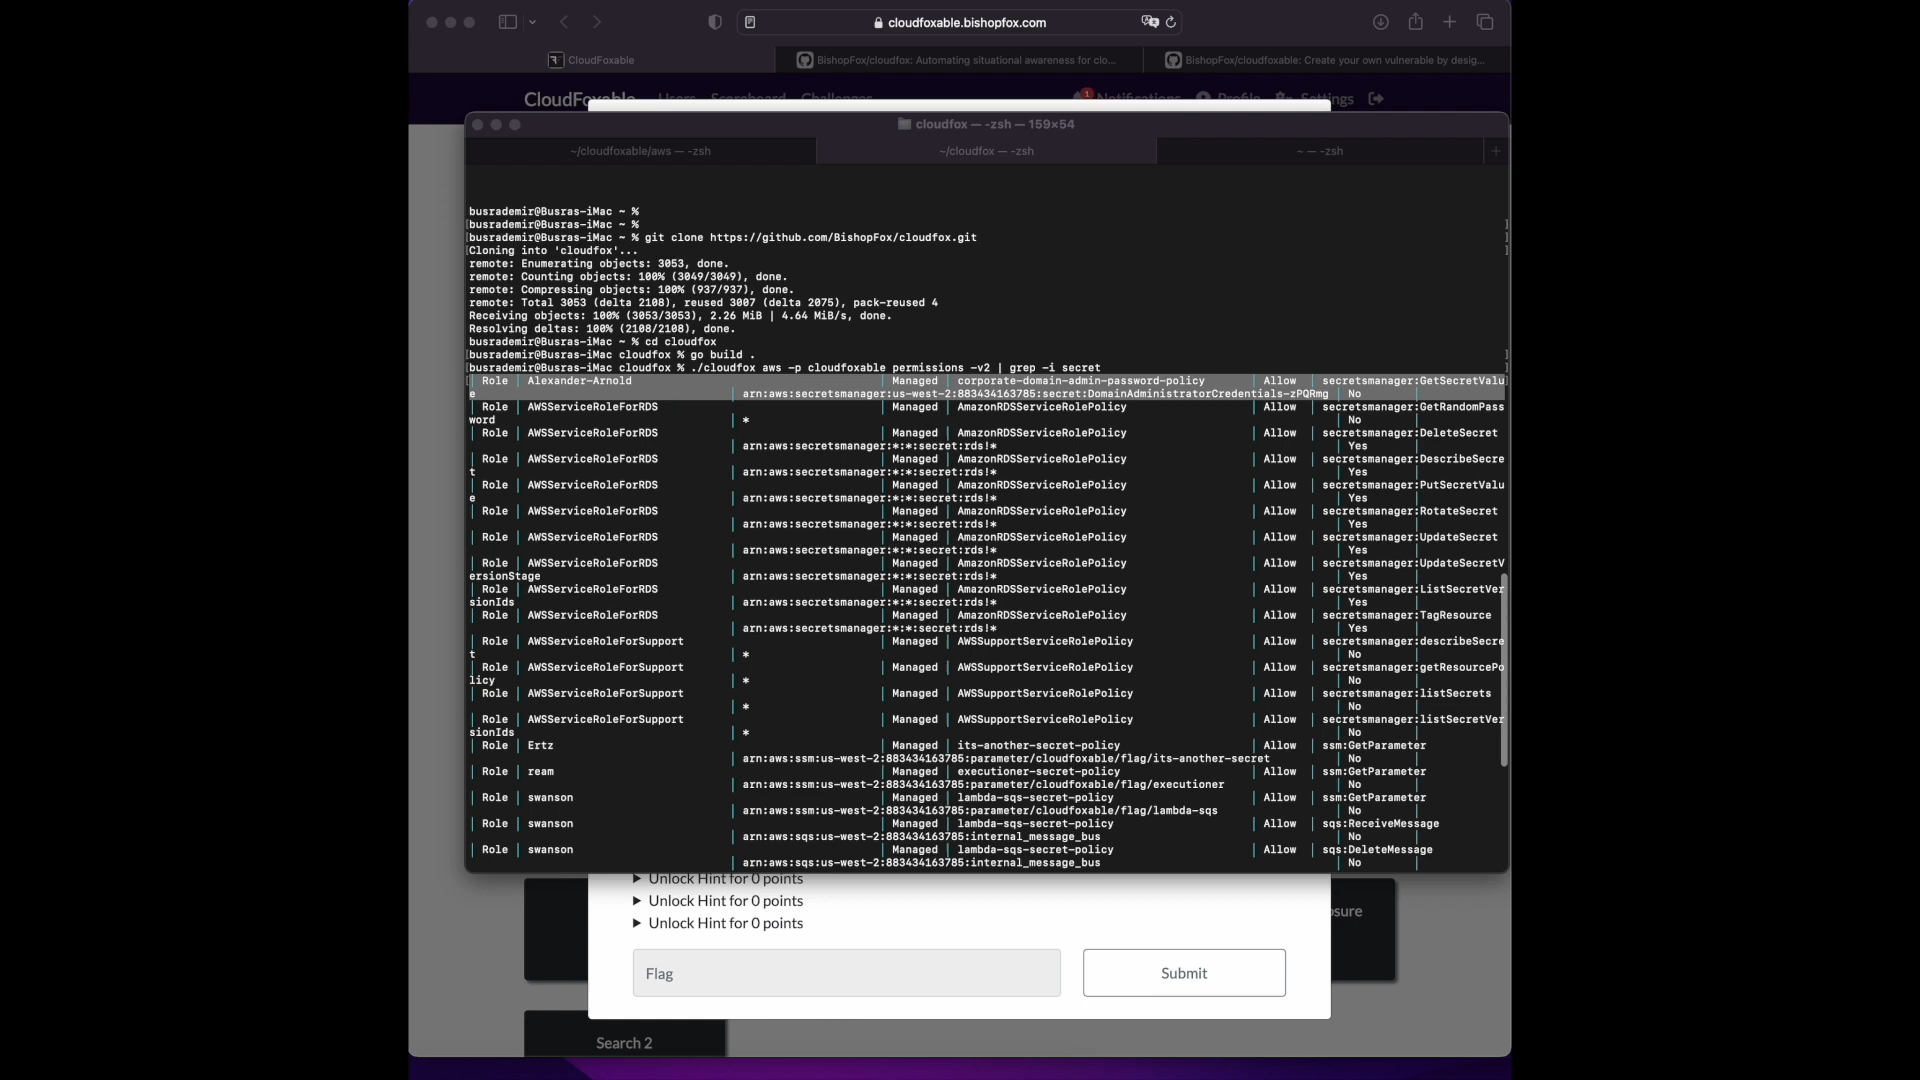 cloudfoxable.bishopfox.com
CloudFoxable
BishopFox/cloudfox: Automating situational awareness for clo...
BishopFox/cloudfoxable: Create your own vulnerable by desig...
CloudFoxable Users Scoreboard Challenges 1 Notifications Profile Settings
cloudfox — -zsh — 159×54
~/cloudfoxable/aws — -zsh
~/cloudfox — -zsh
~ — -zsh
busrademir@Busras-iMac ~ %
[busrademir@Busras-iMac ~ % ]
[busrademir@Busras-iMac ~ % git clone https://github.com/BishopFox/cloudfox.git ]
[Cloning into 'cloudfox'... ]
remote: Enumerating objects: 3053, done.
remote: Counting objects: 100% (3049/3049), done.
remote: Compressing objects: 100% (937/937), done.
remote: Total 3053 (delta 2108), reused 3007 (delta 2075), pack-reused 4
Receiving objects: 100% (3053/3053), 2.26 MiB | 4.64 MiB/s, done.
Resolving deltas: 100% (2108/2108), done.
busrademir@Busras-iMac ~ % cd cloudfox
[busrademir@Busras-iMac cloudfox % go build . ]
[busrademir@Busras-iMac cloudfox % ./cloudfox aws -p cloudfoxable permissions -v2 | grep -i secret ]
| Role | Alexander-Arnold | Managed | corporate-domain-admin-password-policy | Allow | secretsmanager:GetSecretValu
e | arn:aws:secretsmanager:us-west-2:883434163785:secret:DomainAdministratorCredentials-zPQRmg | No |
| Role | AWSServiceRoleForRDS | Managed | AmazonRDSServiceRolePolicy | Allow | secretsmanager:GetRandomPass
word | * | No |
| Role | AWSServiceRoleForRDS | Managed | AmazonRDSServiceRolePolicy | Allow | secretsmanager:DeleteSecret
| arn:aws:secretsmanager:*:*:secret:rds!* | Yes |
| Role | AWSServiceRoleForRDS | Managed | AmazonRDSServiceRolePolicy | Allow | secretsmanager:DescribeSecre
t | arn:aws:secretsmanager:*:*:secret:rds!* | Yes |
| Role | AWSServiceRoleForRDS | Managed | AmazonRDSServiceRolePolicy | Allow | secretsmanager:PutSecretValu
e | arn:aws:secretsmanager:*:*:secret:rds!* | Yes |
| Role | AWSServiceRoleForRDS | Managed | AmazonRDSServiceRolePolicy | Allow | secretsmanager:RotateSecret
| arn:aws:secretsmanager:*:*:secret:rds!* | Yes |
| Role | AWSServiceRoleForRDS | Managed | AmazonRDSServiceRolePolicy | Allow | secretsmanager:UpdateSecret
| arn:aws:secretsmanager:*:*:secret:rds!* | Yes |
| Role | AWSServiceRoleForRDS | Managed | AmazonRDSServiceRolePolicy | Allow | secretsmanager:UpdateSecretV
ersionStage | arn:aws:secretsmanager:*:*:secret:rds!* | Yes |
| Role | AWSServiceRoleForRDS | Managed | AmazonRDSServiceRolePolicy | Allow | secretsmanager:ListSecretVer
sionIds | arn:aws:secretsmanager:*:*:secret:rds!* | Yes |
| Role | AWSServiceRoleForRDS | Managed | AmazonRDSServiceRolePolicy | Allow | secretsmanager:TagResource
| arn:aws:secretsmanager:*:*:secret:rds!* | Yes |
| Role | AWSServiceRoleForSupport | Managed | AWSSupportServiceRolePolicy | Allow | secretsmanager:describeSecre
t | * | No |
| Role | AWSServiceRoleForSupport | Managed | AWSSupportServiceRolePolicy | Allow | secretsmanager:getResourcePo
licy | * | No |
| Role | AWSServiceRoleForSupport | Managed | AWSSupportServiceRolePolicy | Allow | secretsmanager:listSecrets
| * | No |
| Role | AWSServiceRoleForSupport | Managed | AWSSupportServiceRolePolicy | Allow | secretsmanager:listSecretVer
sionIds | * | No |
| Role | Ertz | Managed | its-another-secret-policy | Allow | ssm:GetParameter
| arn:aws:ssm:us-west-2:883434163785:parameter/cloudfoxable/flag/its-another-secret | No |
| Role | ream | Managed | executioner-secret-policy | Allow | ssm:GetParameter
| arn:aws:ssm:us-west-2:883434163785:parameter/cloudfoxable/flag/executioner | No |
| Role | swanson | Managed | lambda-sqs-secret-policy | Allow | ssm:GetParameter
| arn:aws:ssm:us-west-2:883434163785:parameter/cloudfoxable/flag/lambda-sqs | No |
| Role | swanson | Managed | lambda-sqs-secret-policy | Allow | sqs:ReceiveMessage
| arn:aws:sqs:us-west-2:883434163785:internal_message_bus | No |
| Role | swanson | Managed | lambda-sqs-secret-policy | Allow | sqs:DeleteMessage
| arn:aws:sqs:us-west-2:883434163785:internal_message_bus | No |
Unlock Hint for 0 points
Unlock Hint for 0 points
osure
Unlock Hint for 0 points
Flag
Submit
Search 2